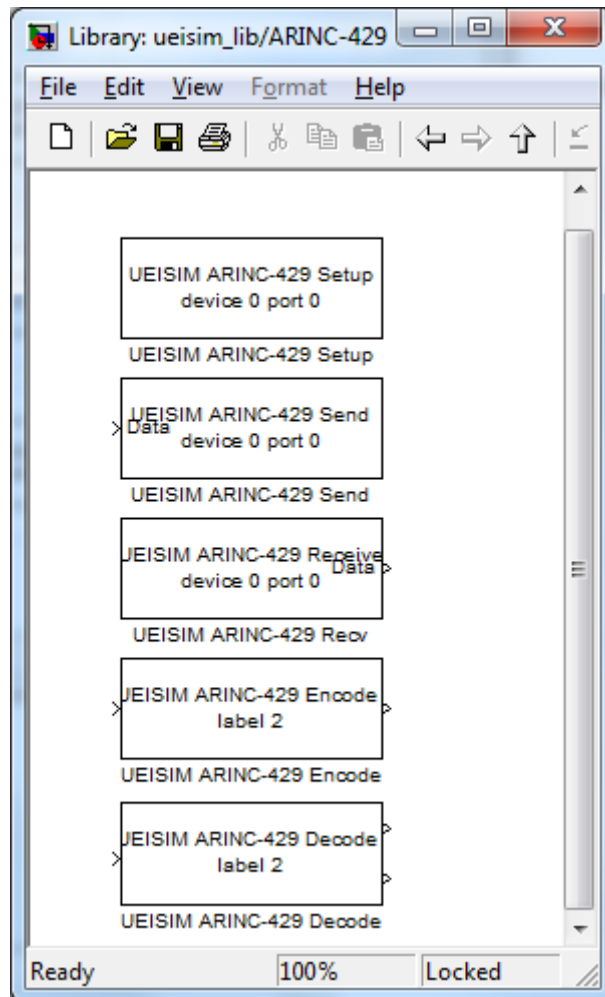 Library: ueisim_lib/ARINC-429
File Edit View Format Help
UEISIM ARINC-429 Setup
device 0 port 0
UEISIM ARINC-429 Setup
UEISIM ARINC-429 Send
Data
device 0 port 0
UEISIM ARINC-429 Send
UEISIM ARINC-429 Receive
Data
device 0 port 0
UEISIM ARINC-429 Recv
UEISIM ARINC-429 Encode
label 2
UEISIM ARINC-429 Encode
UEISIM ARINC-429 Decode
label 2
UEISIM ARINC-429 Decode
Ready 100% Locked